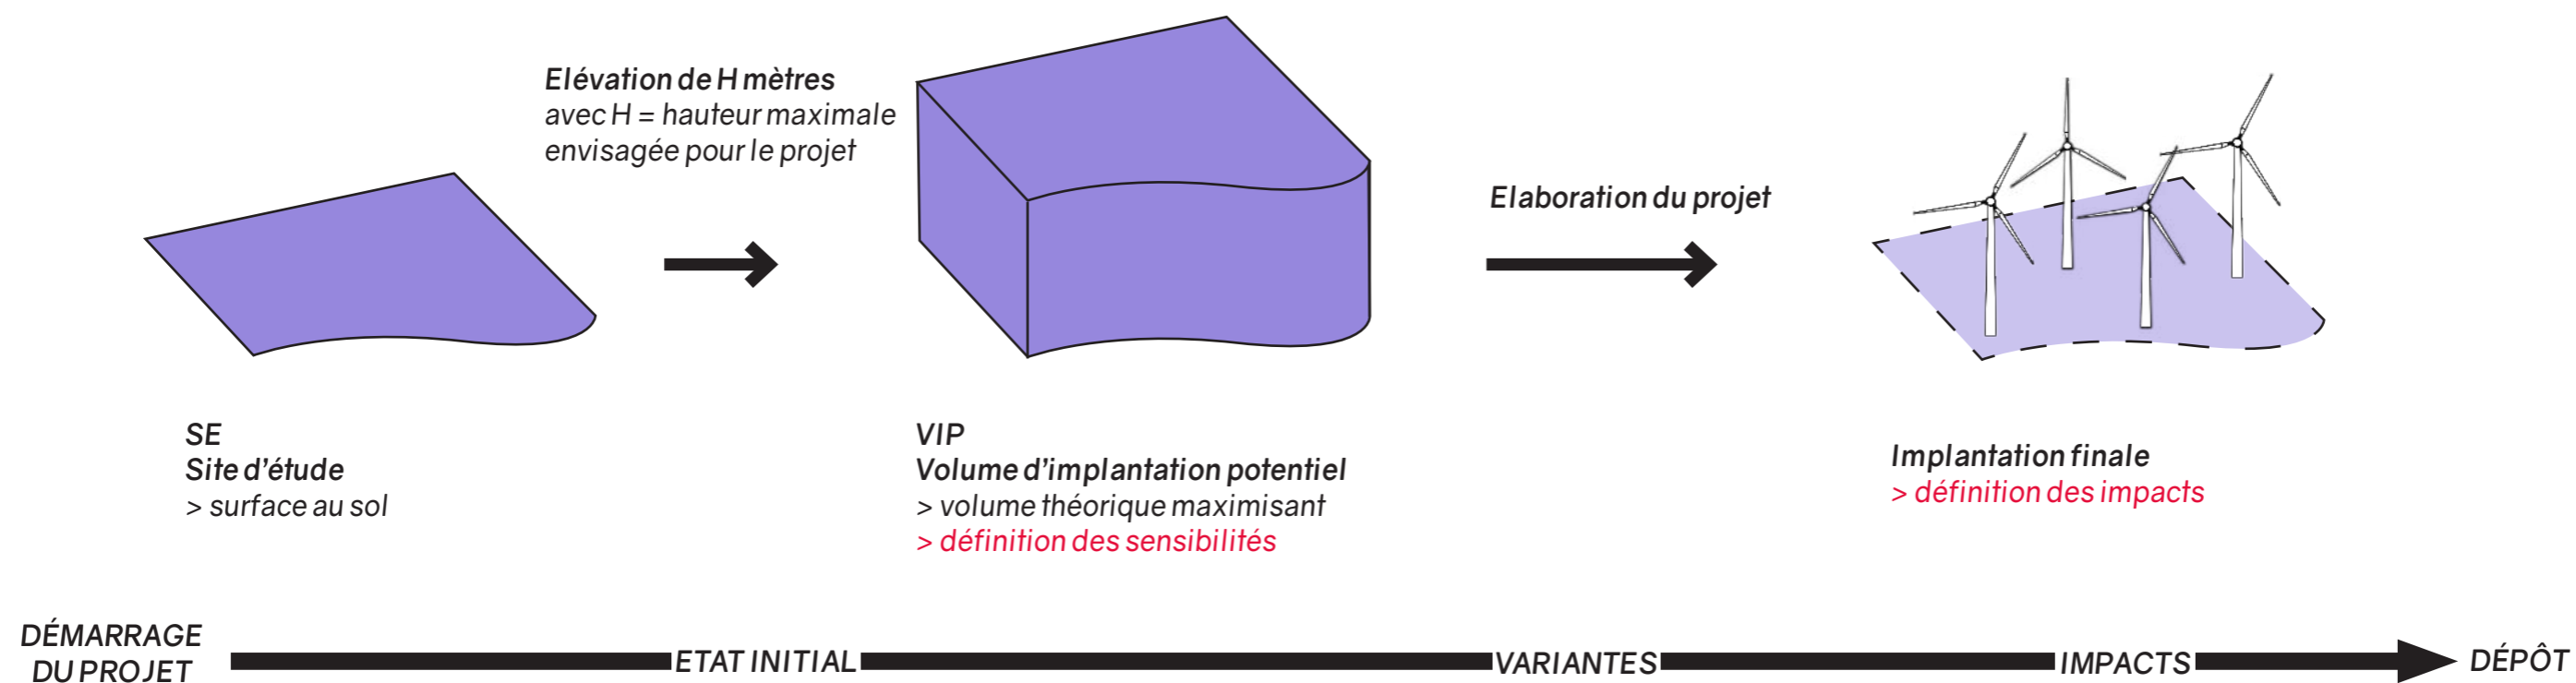 Elévation de H mètres
avec H = hauteur maximale
envisagée pour le projet
Elaboration du projet
SE
Site d'étude
> surface au sol
VIP
Volume d'implantation potentiel
> volume théorique maximisant
> définition des sensibilités
Implantation finale
> définition des impacts
DÉMARRAGE
DU PROJET
ETAT INITIAL
VARIANTES
IMPACTS
DÉPÔT